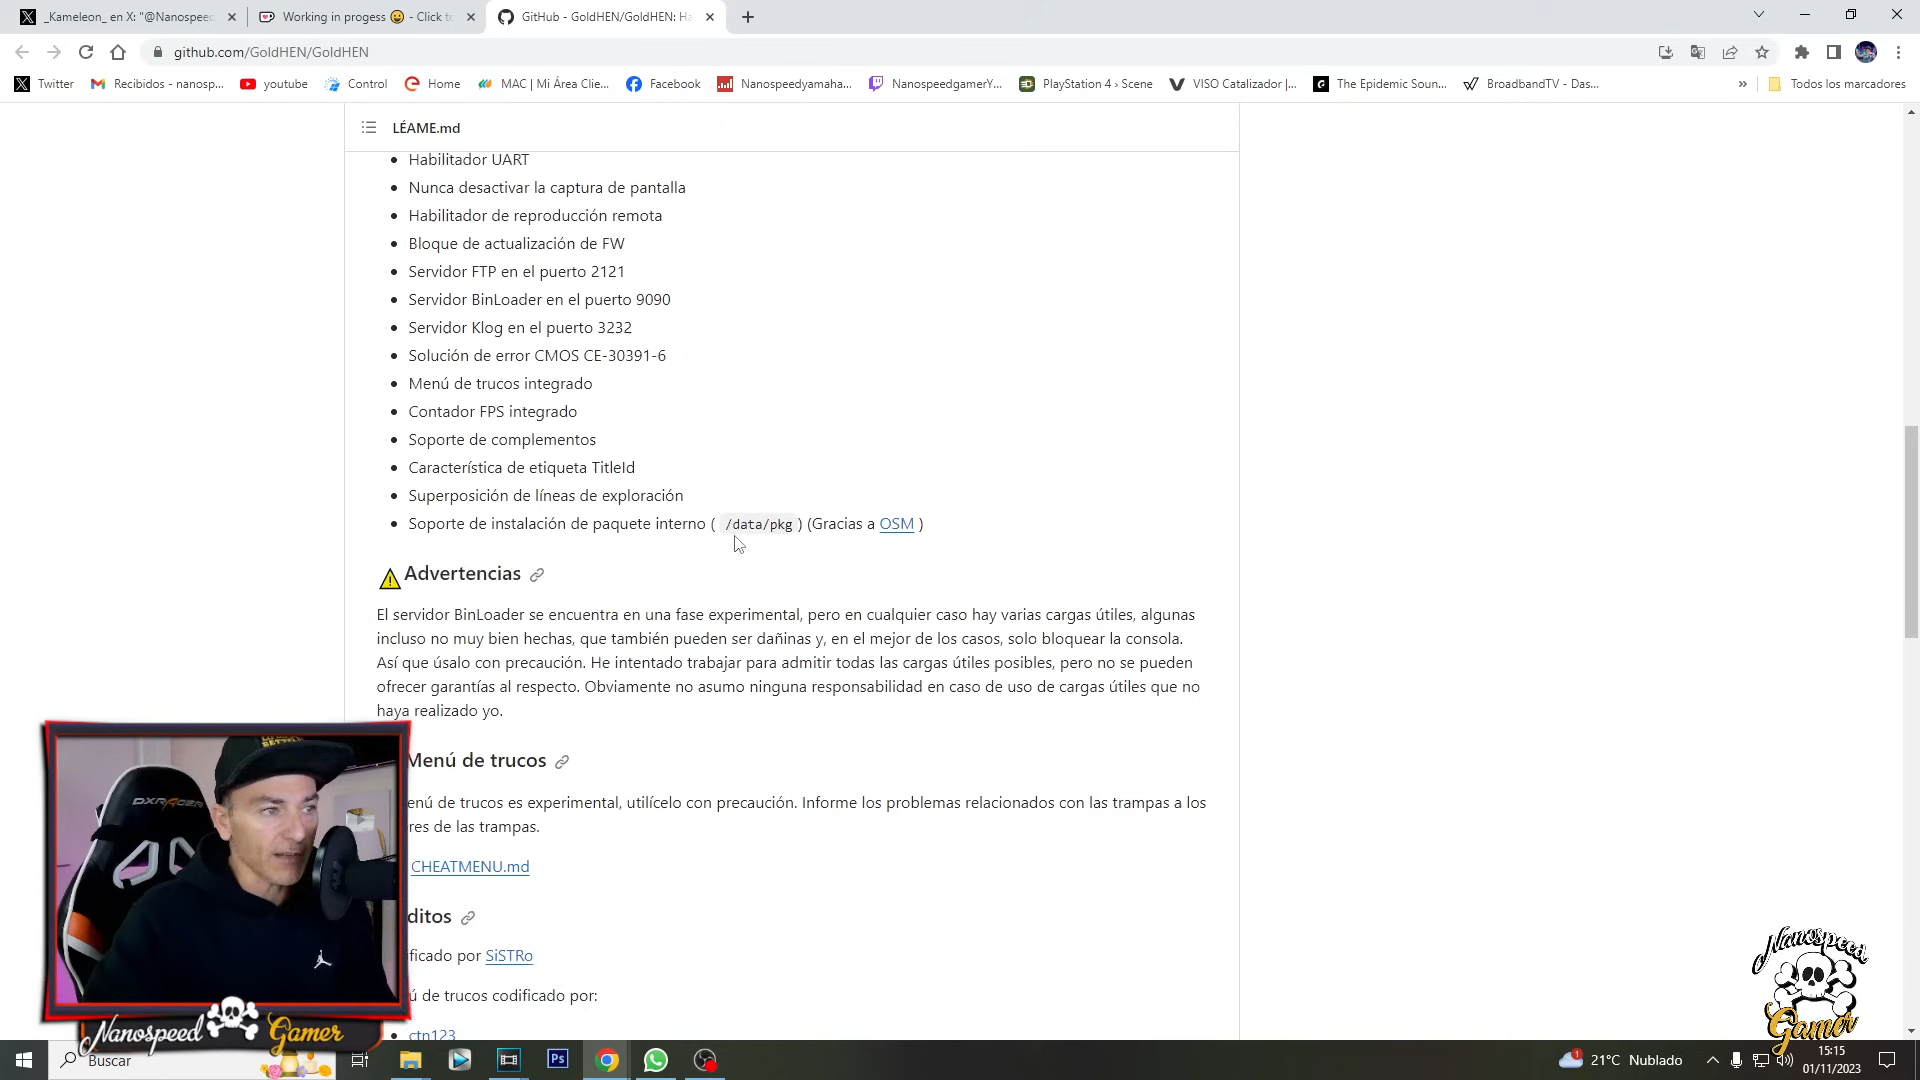 _Kameleon_ en X: "@Nanospeed
Working in progess 😀 - Click to
GitHub - GoldHEN/GoldHEN: Ha
github.com/GoldHEN/GoldHEN
Twitter
Recibidos - nanosp...
youtube
Control
Home
MAC | Mi Área Clie...
Facebook
Nanospeedyamaha...
NanospeedgamerY...
PlayStation 4 › Scene
VISO Catalizador |...
The Epidemic Soun...
BroadbandTV - Das...
»
Todos los marcadores
LÉAME.md
• Habilitador UART
• Nunca desactivar la captura de pantalla
• Habilitador de reproducción remota
• Bloque de actualización de FW
• Servidor FTP en el puerto 2121
• Servidor BinLoader en el puerto 9090
• Servidor Klog en el puerto 3232
• Solución de error CMOS CE-30391-6
• Menú de trucos integrado
• Contador FPS integrado
• Soporte de complementos
• Característica de etiqueta TitleId
• Superposición de líneas de exploración
• Soporte de instalación de paquete interno ( /data/pkg ) (Gracias a OSM )
Advertencias
El servidor BinLoader se encuentra en una fase experimental, pero en cualquier caso hay varias cargas útiles, algunas
incluso no muy bien hechas, que también pueden ser dañinas y, en el mejor de los casos, solo bloquear la consola.
Así que úsalo con precaución. He intentado trabajar para admitir todas las cargas útiles posibles, pero no se pueden
ofrecer garantías al respecto. Obviamente no asumo ninguna responsabilidad en caso de uso de cargas útiles que no
haya realizado yo.
Menú de trucos
enú de trucos es experimental, utilícelo con precaución. Informe los problemas relacionados con las trampas a los
res de las trampas.
CHEATMENU.md
ditos
ficado por SiSTRo
ú de trucos codificado por:
• ctn123
DXRACER
Nanospeed Gamer
Nanospeed
Gamer
Buscar
Ps
1
21°C Nublado
15:15
01/11/2023